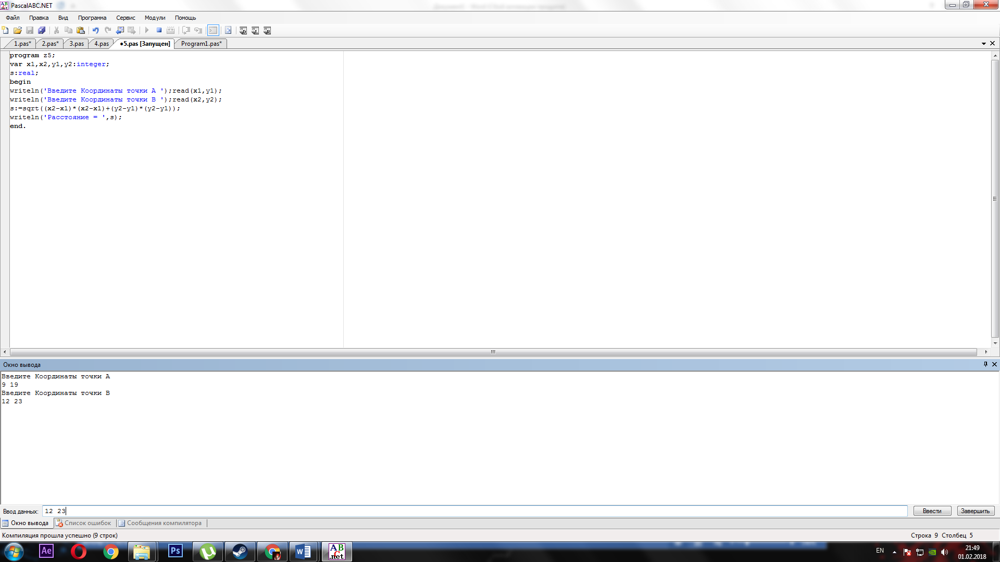 PascalABC.NET
Файл Правка Вид Программа Сервис Модули Помощь
1.pas* 2.pas* 3.pas 4.pas ●5.pas [Запущен] Program1.pas*
program z5;
var x1,x2,y1,y2:integer;
s:real;
begin
writeln('Введите Координаты точки А ');read(x1,y1);
writeln('Введите Координаты точки В ');read(x2,y2);
s:=sqrt((x2-x1)*(x2-x1)+(y2-y1)*(y2-y1));
writeln('Расстояние = ',s);
end.
Окно вывода
Введите Координаты точки А
9 19
Введите Координаты точки В
12 23
Ввод данных: 12 23 Ввести Завершить
Окно вывода Список ошибок Сообщения компилятора
Компиляция прошла успешно (9 строк) Строка 9 Столбец 5
Ae Ps W ABC .net EN 21:49
01.02.2018